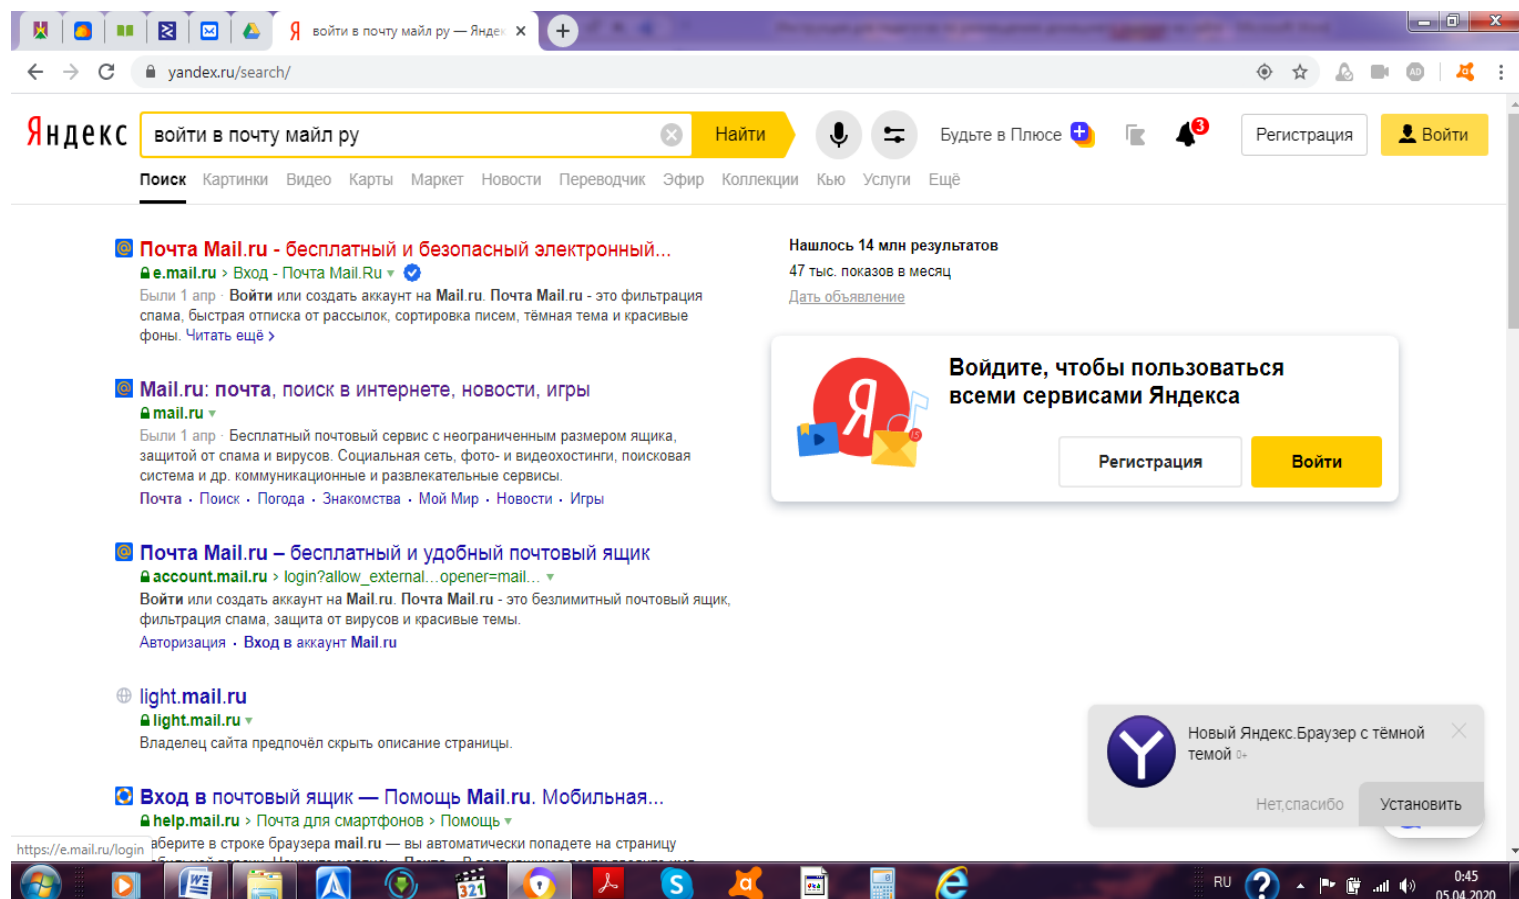 войти в почту майл ру — Яндек
yandex.ru/search/
Яндекс
войти в почту майл ру
Найти
Будьте в Плюсе
3
Регистрация
Войти
Поиск Картинки Видео Карты Маркет Новости Переводчик Эфир Коллекции Кью Услуги Ещё
Почта Mail.ru - бесплатный и безопасный электронный...
e.mail.ru › Вход - Почта Mail.Ru
Были 1 апр · Войти или создать аккаунт на Mail.ru. Почта Mail.ru - это фильтрация
спама, быстрая отписка от рассылок, сортировка писем, тёмная тема и красивые
фоны. Читать ещё >
Mail.ru: почта, поиск в интернете, новости, игры
mail.ru
Были 1 апр · Бесплатный почтовый сервис с неограниченным размером ящика,
защитой от спама и вирусов. Социальная сеть, фото- и видеохостинги, поисковая
система и др. коммуникационные и развлекательные сервисы.
Почта · Поиск · Погода · Знакомства · Мой Мир · Новости · Игры
Почта Mail.ru – бесплатный и удобный почтовый ящик
account.mail.ru › login?allow_external...opener=mail...
Войти или создать аккаунт на Mail.ru. Почта Mail.ru - это безлимитный почтовый ящик,
фильтрация спама, защита от вирусов и красивые темы.
Авторизация · Вход в аккаунт Mail.ru
light.mail.ru
light.mail.ru
Владелец сайта предпочёл скрыть описание страницы.
Вход в почтовый ящик — Помощь Mail.ru. Мобильная...
help.mail.ru › Почта для смартфонов › Помощь
аберите в строке браузера mail.ru — вы автоматически попадете на страницу
https://e.mail.ru/login
Нашлось 14 млн результатов
47 тыс. показов в месяц
Дать объявление
Войдите, чтобы пользоваться
всеми сервисами Яндекса
Я
15
Регистрация
Войти
Новый Яндекс.Браузер с тёмной
темой 0+
Нет,спасибо
Установить
321
RU
0:45
05.04.2020